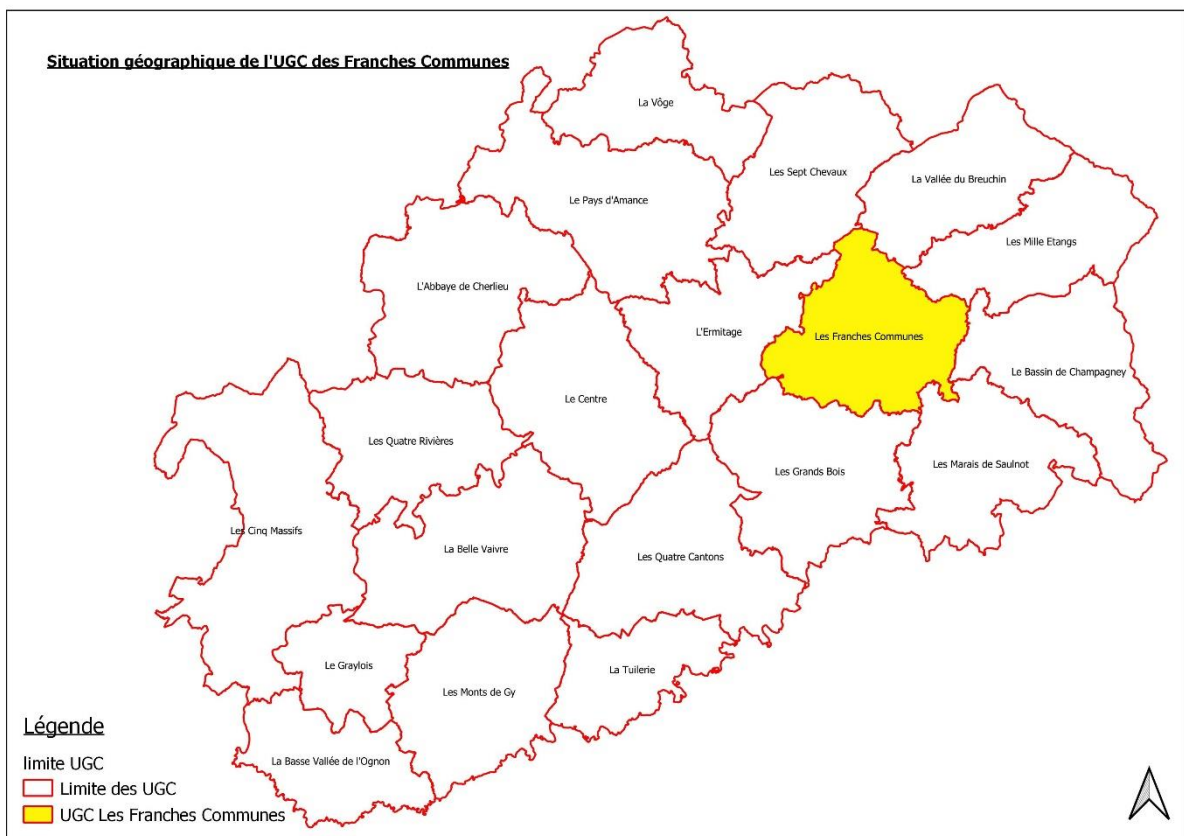 Situation géographique de l'UGC des Franches Communes
La Vôge
Les Sept Chevaux
La Vallée du Breuchin
Le Pays d'Amance
Les Mille Etangs
L'Abbaye de Cherlieu
L'Ermitage
Les Franches Communes
Le Bassin de Champagney
Le Centre
Les Quatre Rivières
Les Grands Bois
Les Marais de Saulnot
Les Cinq Massifs
La Belle Vaivre
Les Quatre Cantons
Le Graylois
La Tuilerie
Les Monts de Gy
La Basse Vallée de l'Ognon
Légende
limite UGC
Limite des UGC
UGC Les Franches Communes